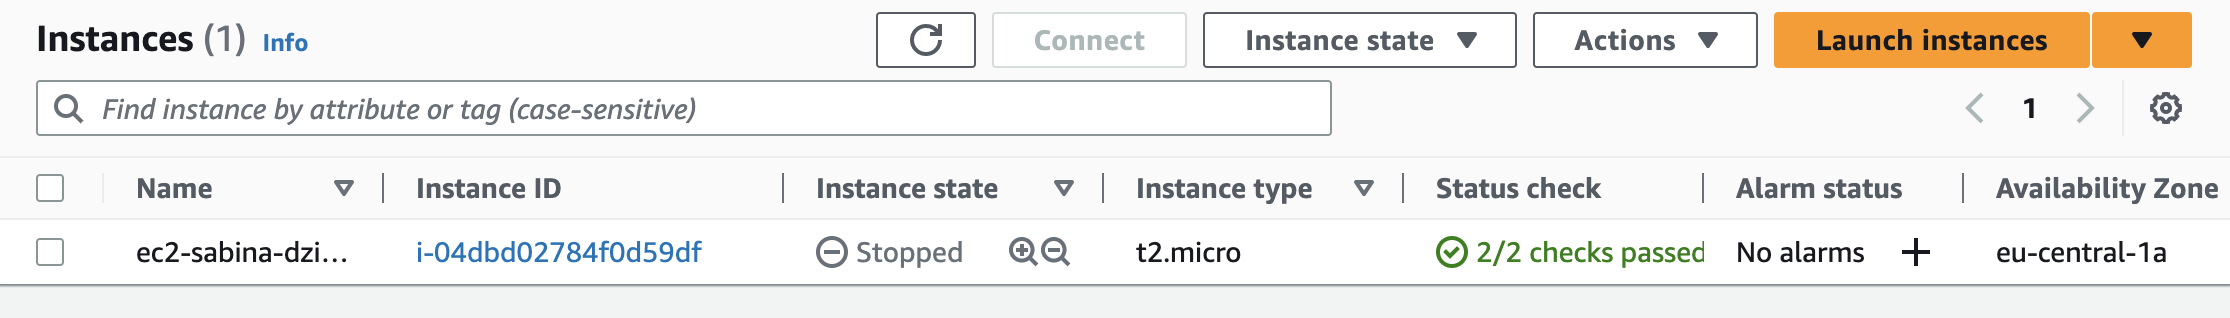 Instances (1) Info Connect Instance state Actions Launch instances
Find instance by attribute or tag (case-sensitive) 1
Name Instance ID Instance state Instance type Status check Alarm status Availability Zone
ec2-sabina-dzi... i-04dbd02784f0d59df Stopped t2.micro 2/2 checks passed No alarms + eu-central-1a